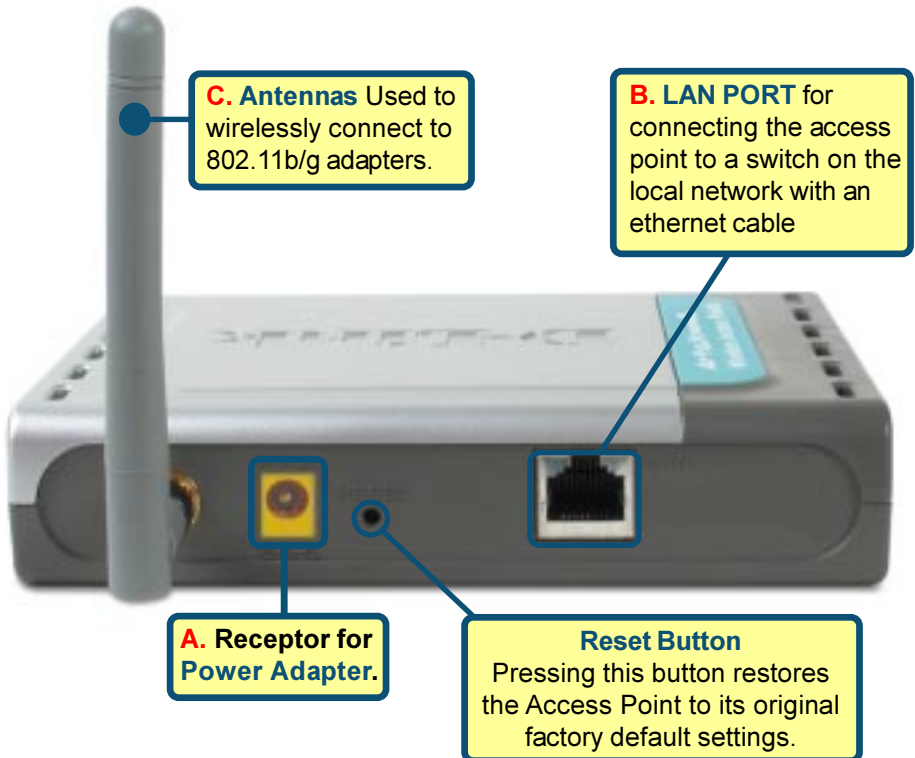 C. Antennas Used to
wirelessly connect to
802.11b/g adapters.
B. LAN PORT for
connecting the access
point to a switch on the
local network with an
ethernet cable
A. Receptor for
Power Adapter.
Reset Button
Pressing this button restores
the Access Point to its original
factory default settings.